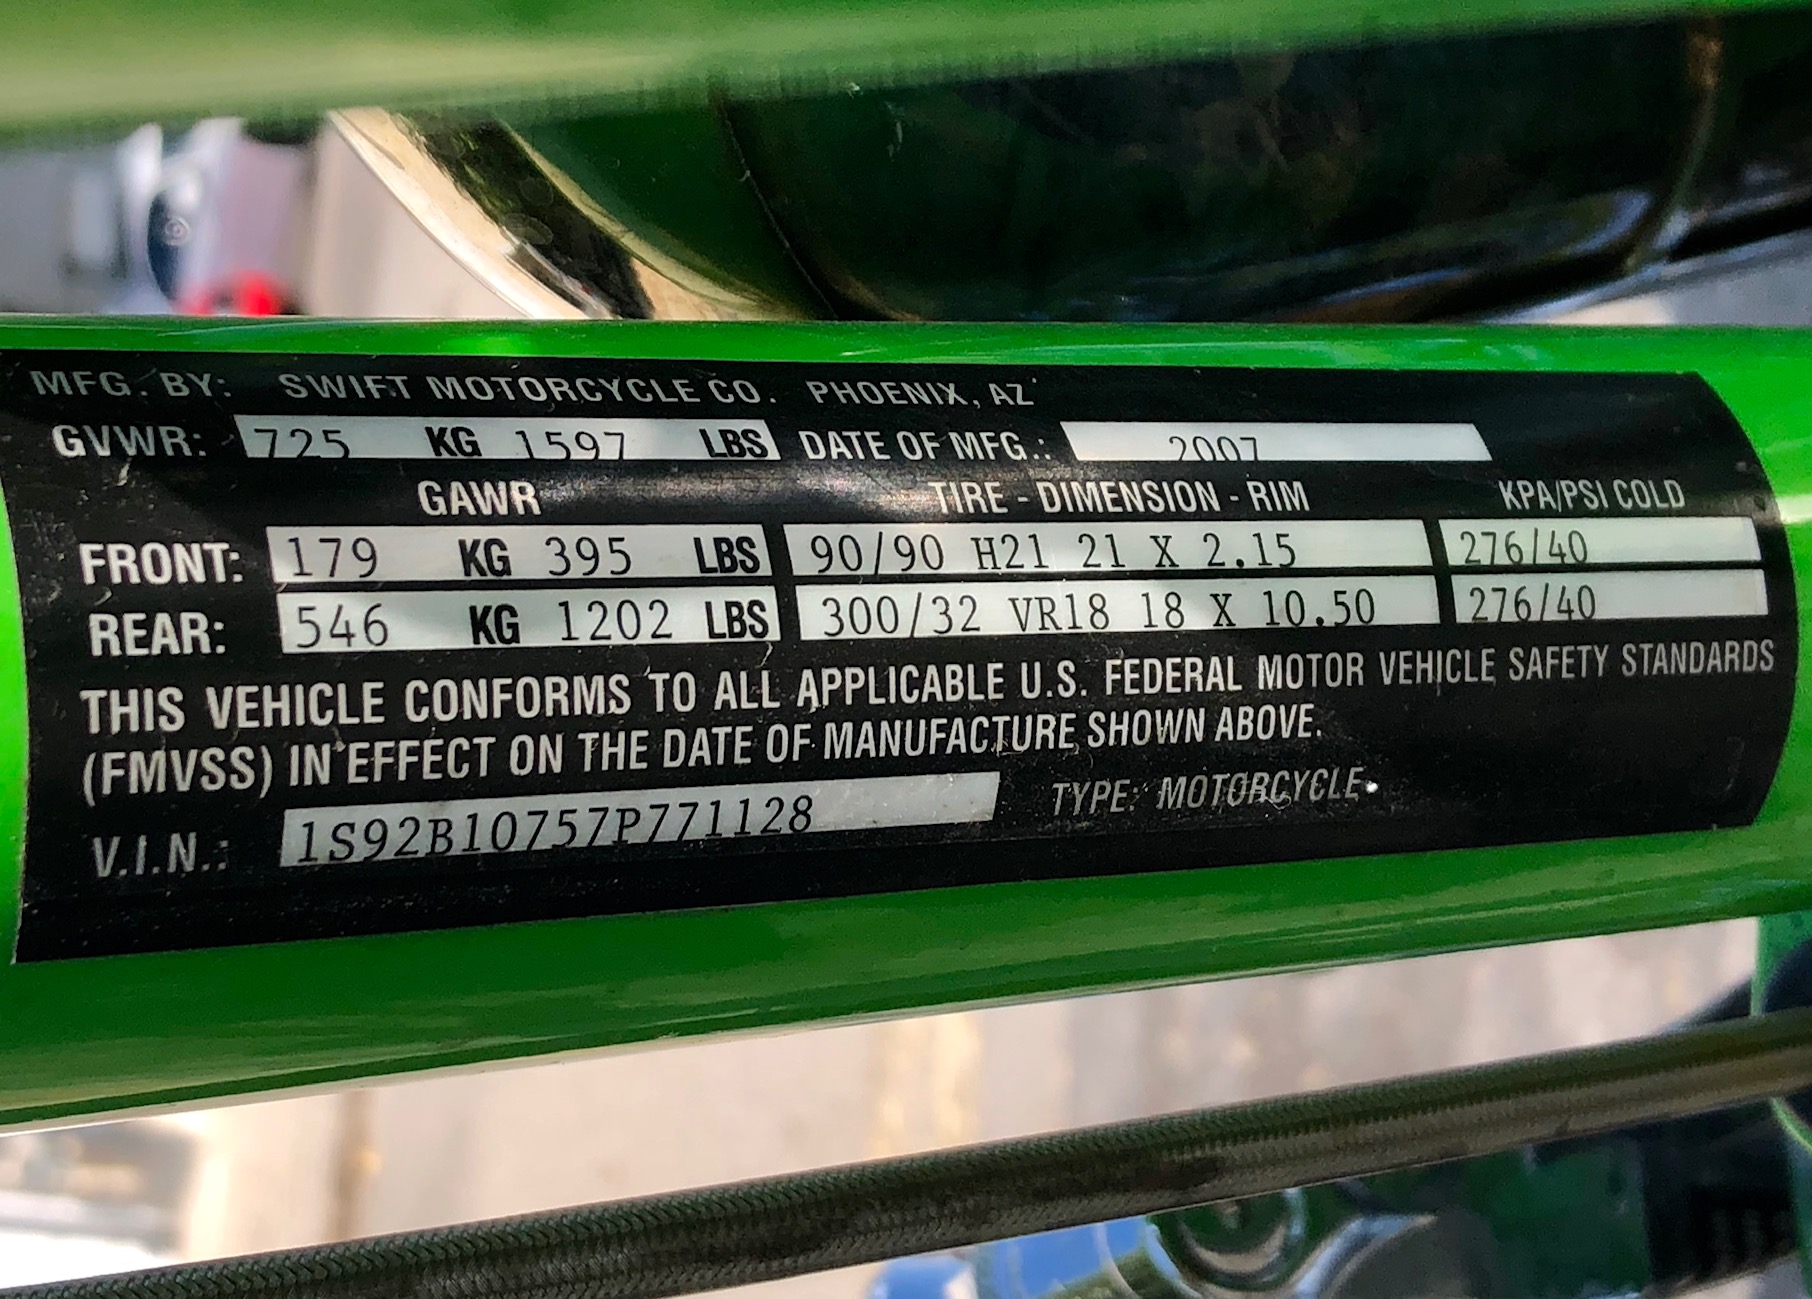 MFG. BY: SWIFT MOTORCYCLE CO. PHOENIX, AZ
GVWR: 725 KG 1597 LBS DATE OF MFG.: 2007
GAWR TIRE - DIMENSION - RIM KPA/PSI COLD
FRONT: 179 KG 395 LBS 90/90 H21 21 X 2.15 276/40
REAR: 546 KG 1202 LBS 300/32 VR18 18 X 10.50 276/40
THIS VEHICLE CONFORMS TO ALL APPLICABLE U.S. FEDERAL MOTOR VEHICLE SAFETY STANDARDS
(FMVSS) IN EFFECT ON THE DATE OF MANUFACTURE SHOWN ABOVE.
V.I.N.: 1S92B10757P771128 TYPE: MOTORCYCLE